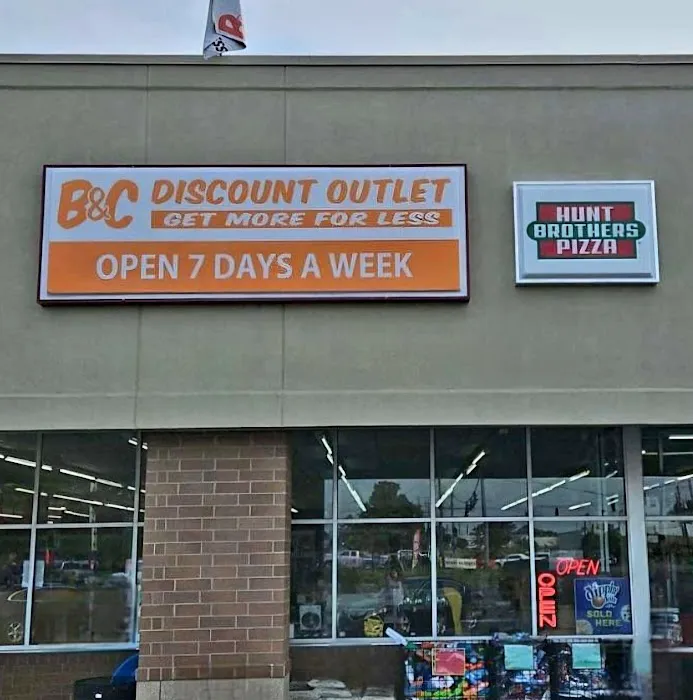 B&C DISCOUNT OUTLET
GET MORE FOR LESS
OPEN 7 DAYS A WEEK
HUNT
BROTHERS
PIZZA
OPEN
OPEN
SOLD
HERE